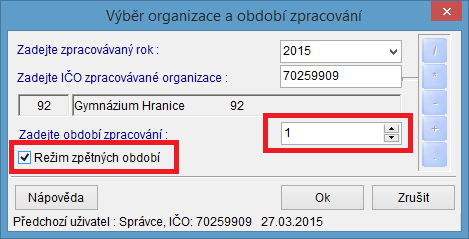 Výběr organizace a období zpracování
Zadejte zpracovávaný rok : 2015
Zadejte IČO zpracovávané organizace : 70259909
92 Gymnázium Hranice 92
Zadejte období zpracování : 1
Režim zpětných období
/
*
-
+
Nápověda Ok Zrušit
Předchozí uživatel : Správce, IČO: 70259909 27.03.2015